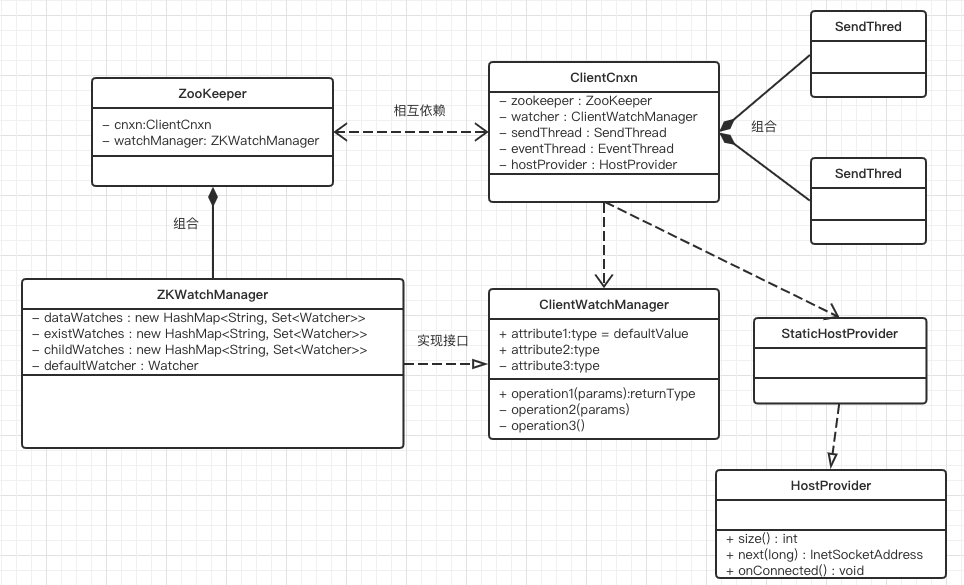 SendThred
ZooKeeper
– cnxn:ClientCnxn
– watchManager: ZKWatchManager
相互依赖
ClientCnxn
– zookeeper : ZooKeeper
– watcher : ClientWatchManager
– sendThread : SendThread
– eventThread : EventThread
– hostProvider : HostProvider
组合
SendThred
组合
ZKWatchManager
– dataWatches : new HashMap<String, Set<Watcher>>
– existWatches : new HashMap<String, Set<Watcher>>
– childWatches : new HashMap<String, Set<Watcher>>
– defaultWatcher : Watcher
实现接口
ClientWatchManager
+ attribute1:type = defaultValue
+ attribute2:type
– attribute3:type
+ operation1(params):returnType
– operation2(params)
– operation3()
StaticHostProvider
HostProvider
+ size() : int
+ next(long) : InetSocketAddress
+ onConnected() : void